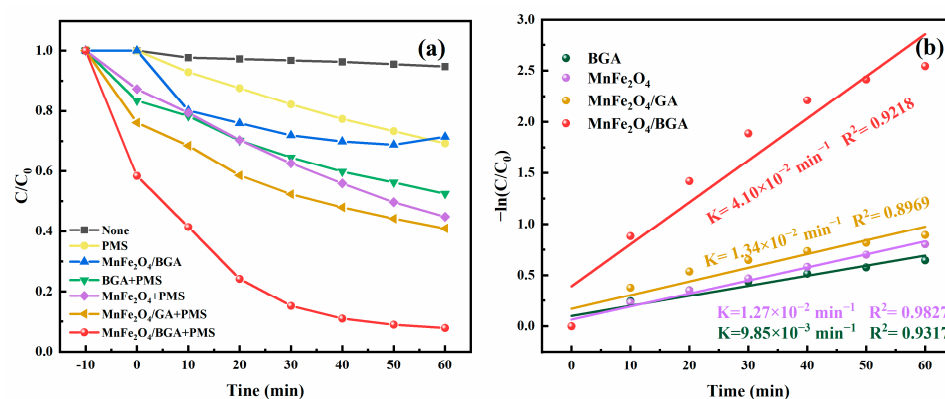 (a)
C/C₀
1.0
0.8
0.6
0.4
0.2
0.0
None
PMS
MnFe₂O₄/BGA
BGA+PMS
MnFe₂O₄+PMS
MnFe₂O₄/GA+PMS
MnFe₂O₄/BGA+PMS
-10 0 10 20 30 40 50 60
Tine (min)
(b)
−ln(C/C₀)
3.0
2.5
2.0
1.5
1.0
0.5
0.0
BGA
MnFe₂O₄
MnFe₂O₄/GA
MnFe₂O₄/BGA
K= 4.10×10⁻² min⁻¹ R²= 0.9218
K= 1.34×10⁻² min⁻¹ R²= 0.8969
K=1.27×10⁻² min⁻¹ R²= 0.9827
K=9.85×10⁻³ min⁻¹ R²= 0.9317
0 10 20 30 40 50 60
Time (min)